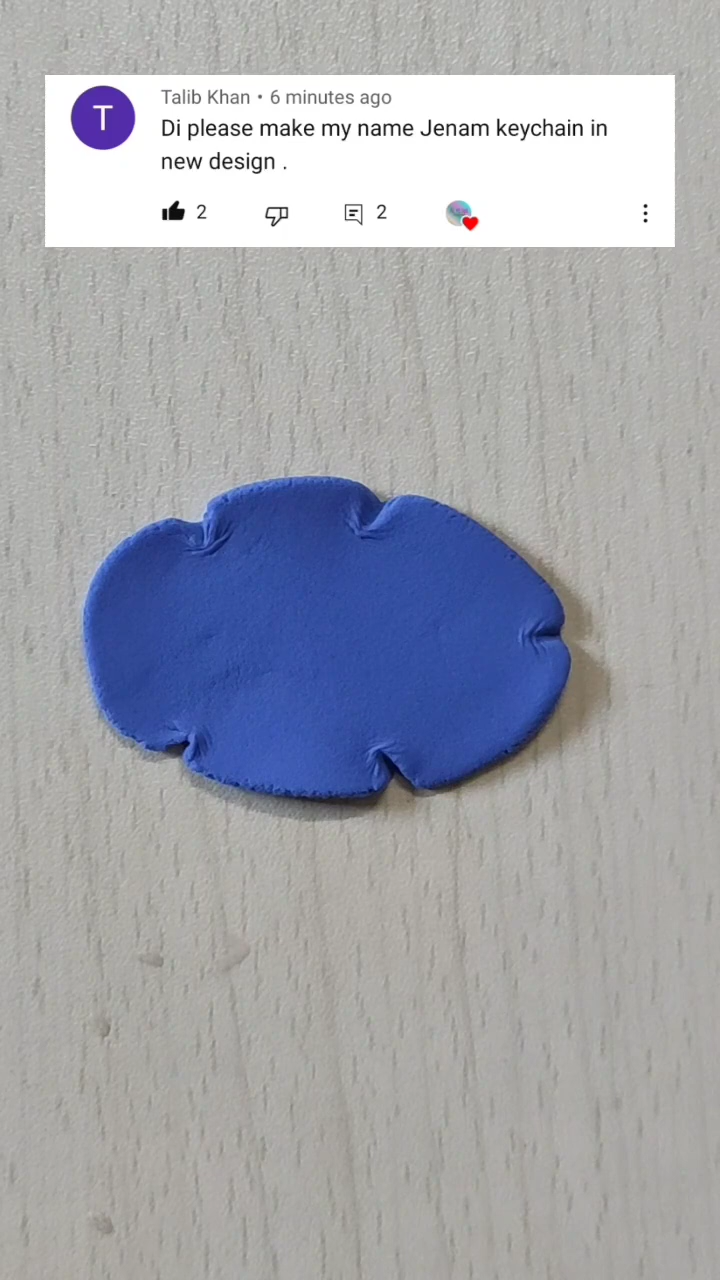 T
Talib Khan • 6 minutes ago
Di please make my name Jenam keychain in
new design .
2
2